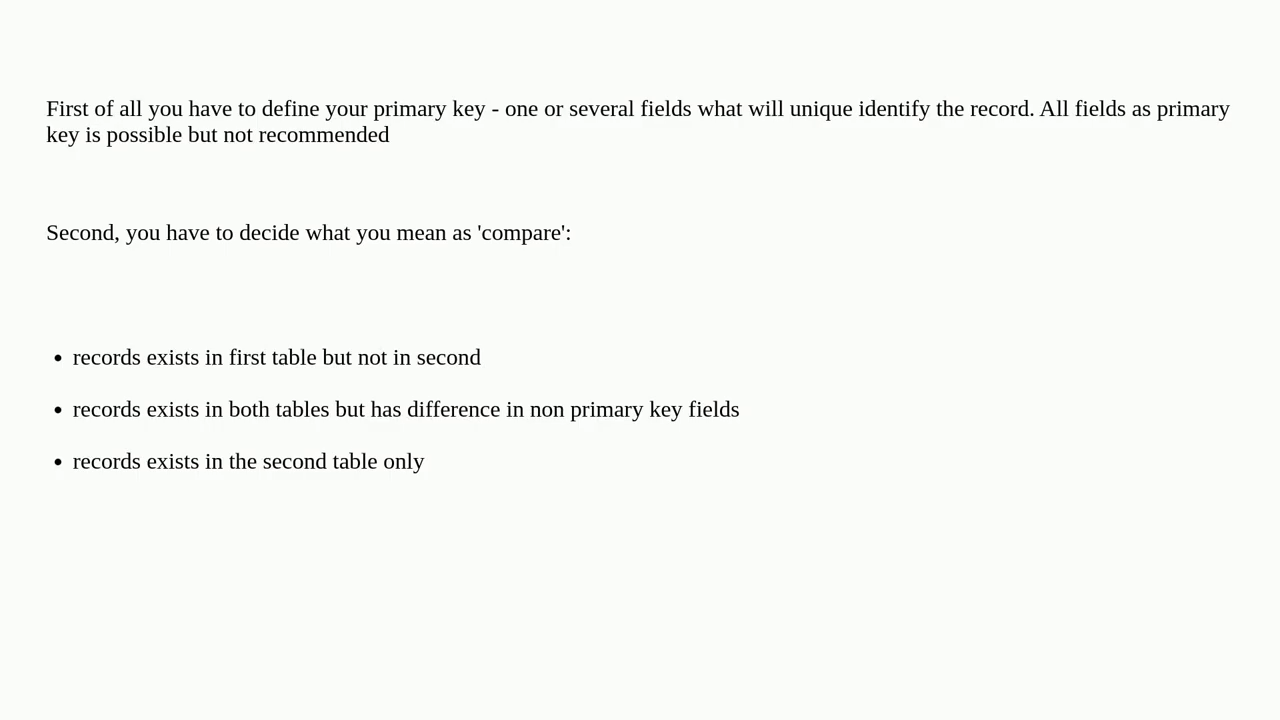 First of all you have to define your primary key - one or several fields what will unique identify the record. All fields as primary
key is possible but not recommended
Second, you have to decide what you mean as 'compare':
• records exists in first table but not in second
• records exists in both tables but has difference in non primary key fields
• records exists in the second table only